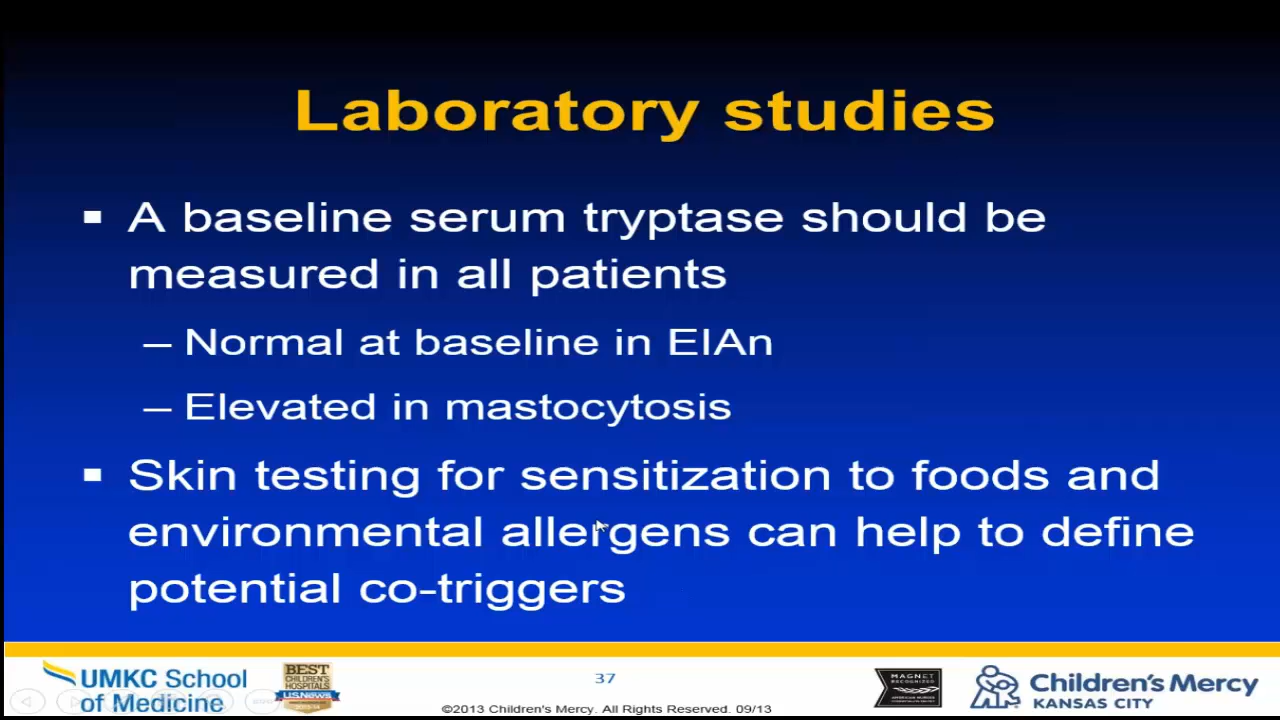 Laboratory studies
▪ A baseline serum tryptase should be
measured in all patients
– Normal at baseline in EIAn
– Elevated in mastocytosis
▪ Skin testing for sensitization to foods and
environmental allergens can help to define
potential co-triggers
UMKC School
of Medicine
BEST
CHILDREN'S
HOSPITALS
U.S.News
37
©2013 Children's Mercy. All Rights Reserved. 09/13
MAGNET
RECOGNIZED
Children's Mercy
KANSAS CITY